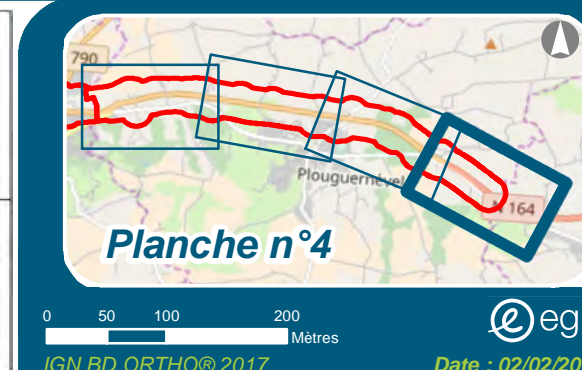 790
Plouguernével
N 164
Planche n°4
0 50 100 200
Mètres
eg
IGN BD ORTHO® 2017
Date : 02/02/20